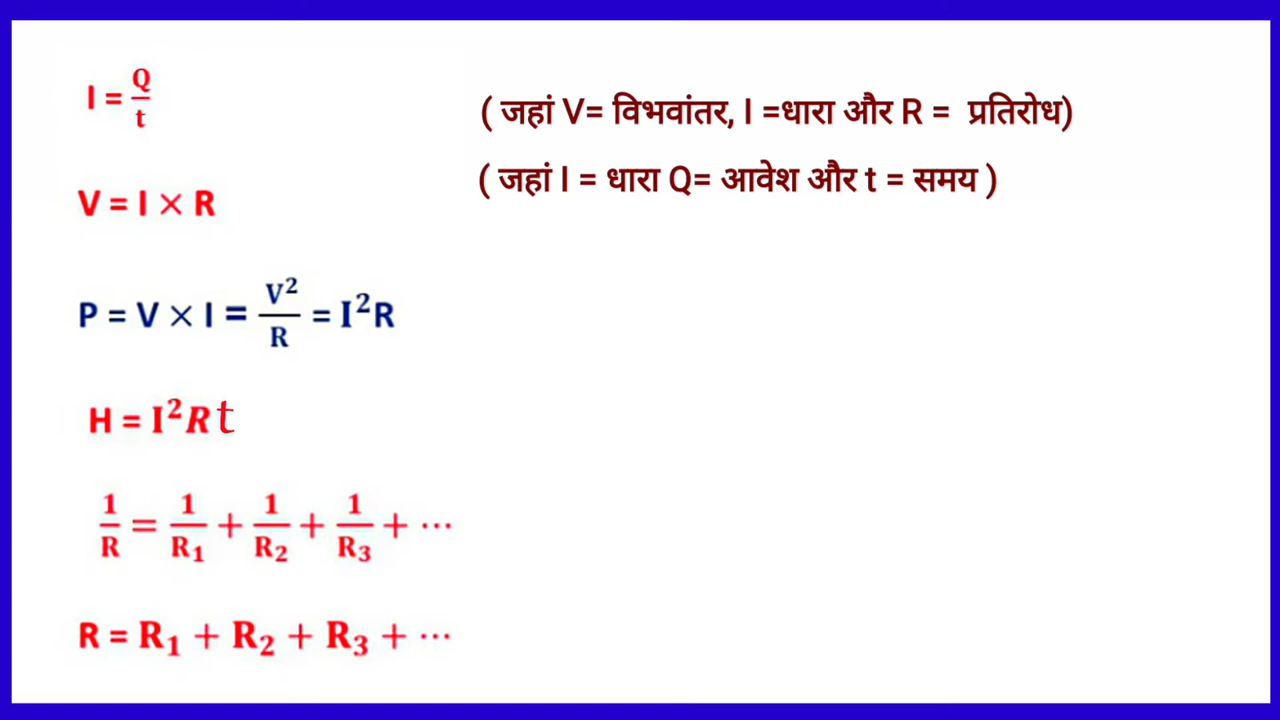 I = Q/t
( जहां V= विभवांतर, I =धारा और R = प्रतिरोध)
( जहां I = धारा Q= आवेश और t = समय )
V = I × R
P = V × I = V²/R = I²R
H = I²Rt
1/R = 1/R₁ + 1/R₂ + 1/R₃ + ⋯
R = R₁ + R₂ + R₃ + ⋯